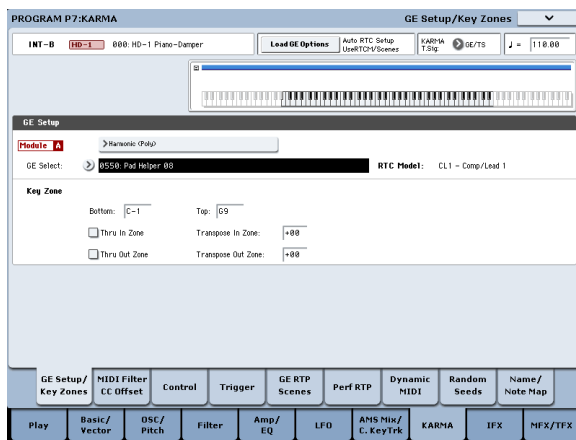 PROGRAM P7:KARMA GE Setup/Key Zones
INT-B HD-1 000: HD-1 Piano-Damper Load GE Options Auto RTC Setup UseRTCM/Scenes KARMA T.Sig: GE/TS ♩ = 110.00
GE Setup
Module A Harmonic (Poly)
GE Select: 0550: Pad Helper 08 RTC Model: CL1 - Comp/Lead 1
Key Zone
Bottom: C-1 Top: G9
Thru In Zone Transpose In Zone: +00
Thru Out Zone Transpose Out Zone: +00
GE Setup/ Key Zones MIDI Filter CC Offset Control Trigger GE RTP Scenes Perf RTP Dynamic MIDI Random Seeds Name/ Note Map
Play Basic/ Vector OSC/ Pitch Filter Amp/ EQ LFO AMS Mix/ C. KeyTrk KARMA IFX MFX/TFX